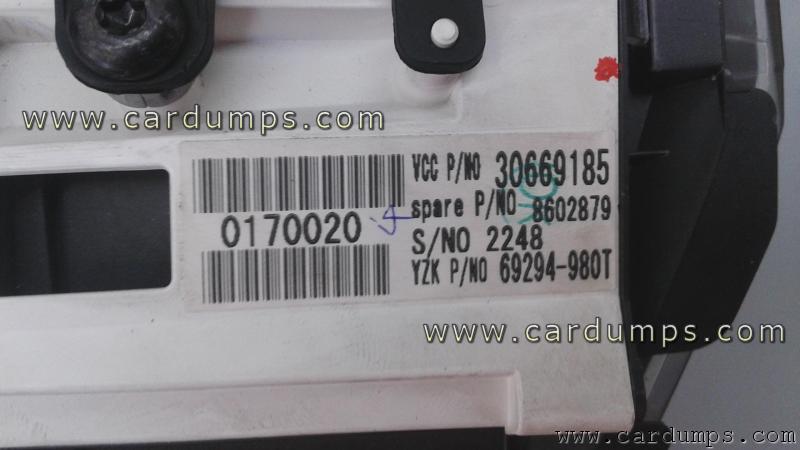 www.cardumps.com
VCC P/NO 30669185
spare P/NO 8602879
0170020
S/NO 2248
YZK P/NO 69294-980T
www.cardumps.com
www.cardumps.com